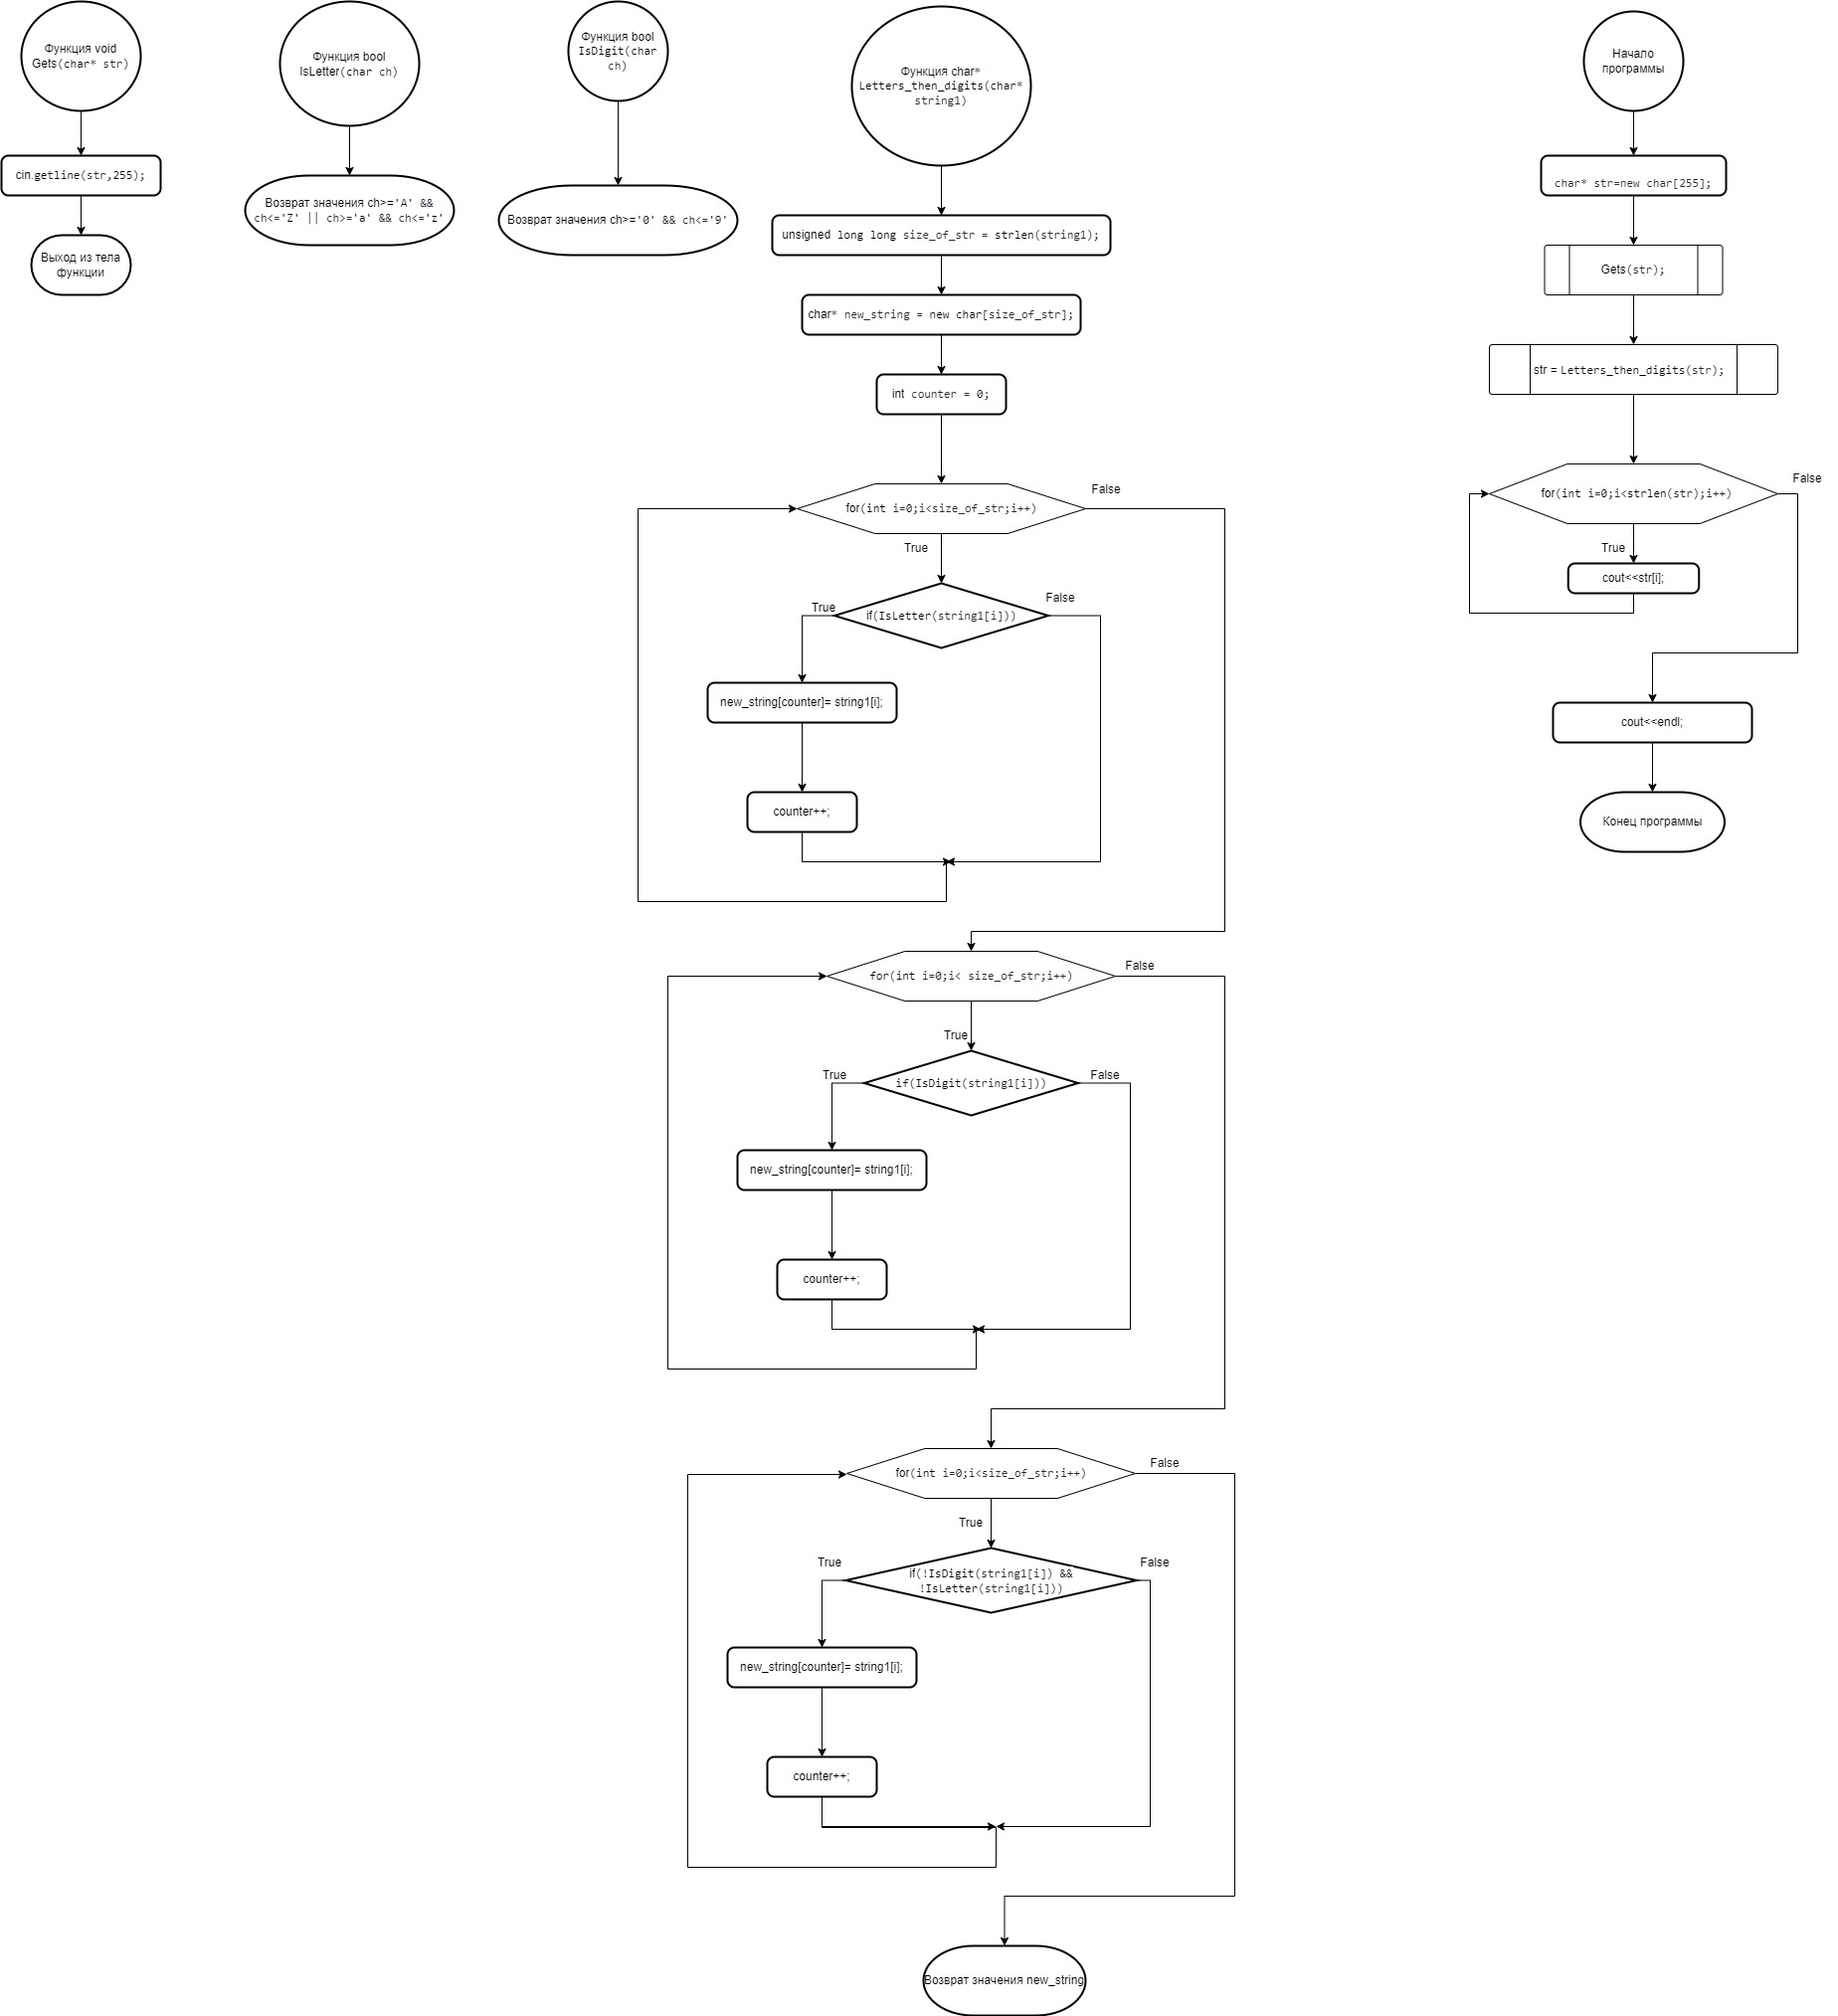 Функция void
Gets(char* str)
cin.getline(str,255);
Выход из тела
функции
Функция bool
IsLetter(char ch)
Возврат значения ch>='A' &&
ch<='Z' || ch>='a' && ch<='z'
Функция bool
IsDigit(char
ch)
Возврат значения ch>='0' && ch<='9'
Функция char*
Letters_then_digits(char*
string1)
unsigned long long size_of_str = strlen(string1);
char* new_string = new char[size_of_str];
int counter = 0;
for(int i=0;i<size_of_str;i++)
False
True
if(IsLetter(string1[i]))
True
False
new_string[counter]= string1[i];
counter++;
for(int i=0;i< size_of_str;i++)
False
True
if(IsDigit(string1[i]))
True
False
new_string[counter]= string1[i];
counter++;
for(int i=0;i<size_of_str;i++)
False
True
if(!IsDigit(string1[i]) &&
!IsLetter(string1[i]))
True
False
new_string[counter]= string1[i];
counter++;
Возврат значения new_string
Начало
программы
char* str=new char[255];
Gets(str);
str = Letters_then_digits(str);
for(int i=0;i<strlen(str);i++)
False
True
cout<<str[i];
cout<<endl;
Конец программы